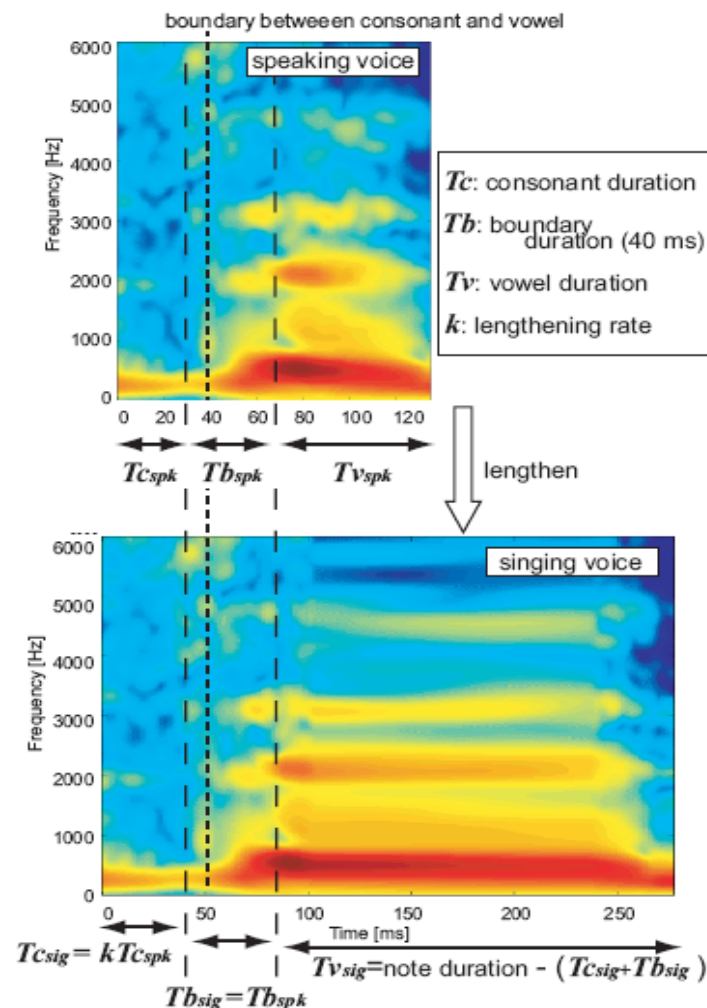 boundary betweeen consonant and vowel
speaking voice
6000
5000
4000
3000
2000
1000
0
Frequency [Hz]
0 20 40 60 80 100 120
Tcspk Tbspk Tvspk
Tc: consonant duration
Tb: boundary
duration (40 ms)
Tv: vowel duration
k: lengthening rate
lengthen
singing voice
6000
5000
4000
3000
2000
1000
0
Frequency [Hz]
50 100 150 200 250
Time [ms]
Tcsig = kTcspk
Tvsig=note duration - (Tcsig+Tbsig)
Tbsig=Tbspk